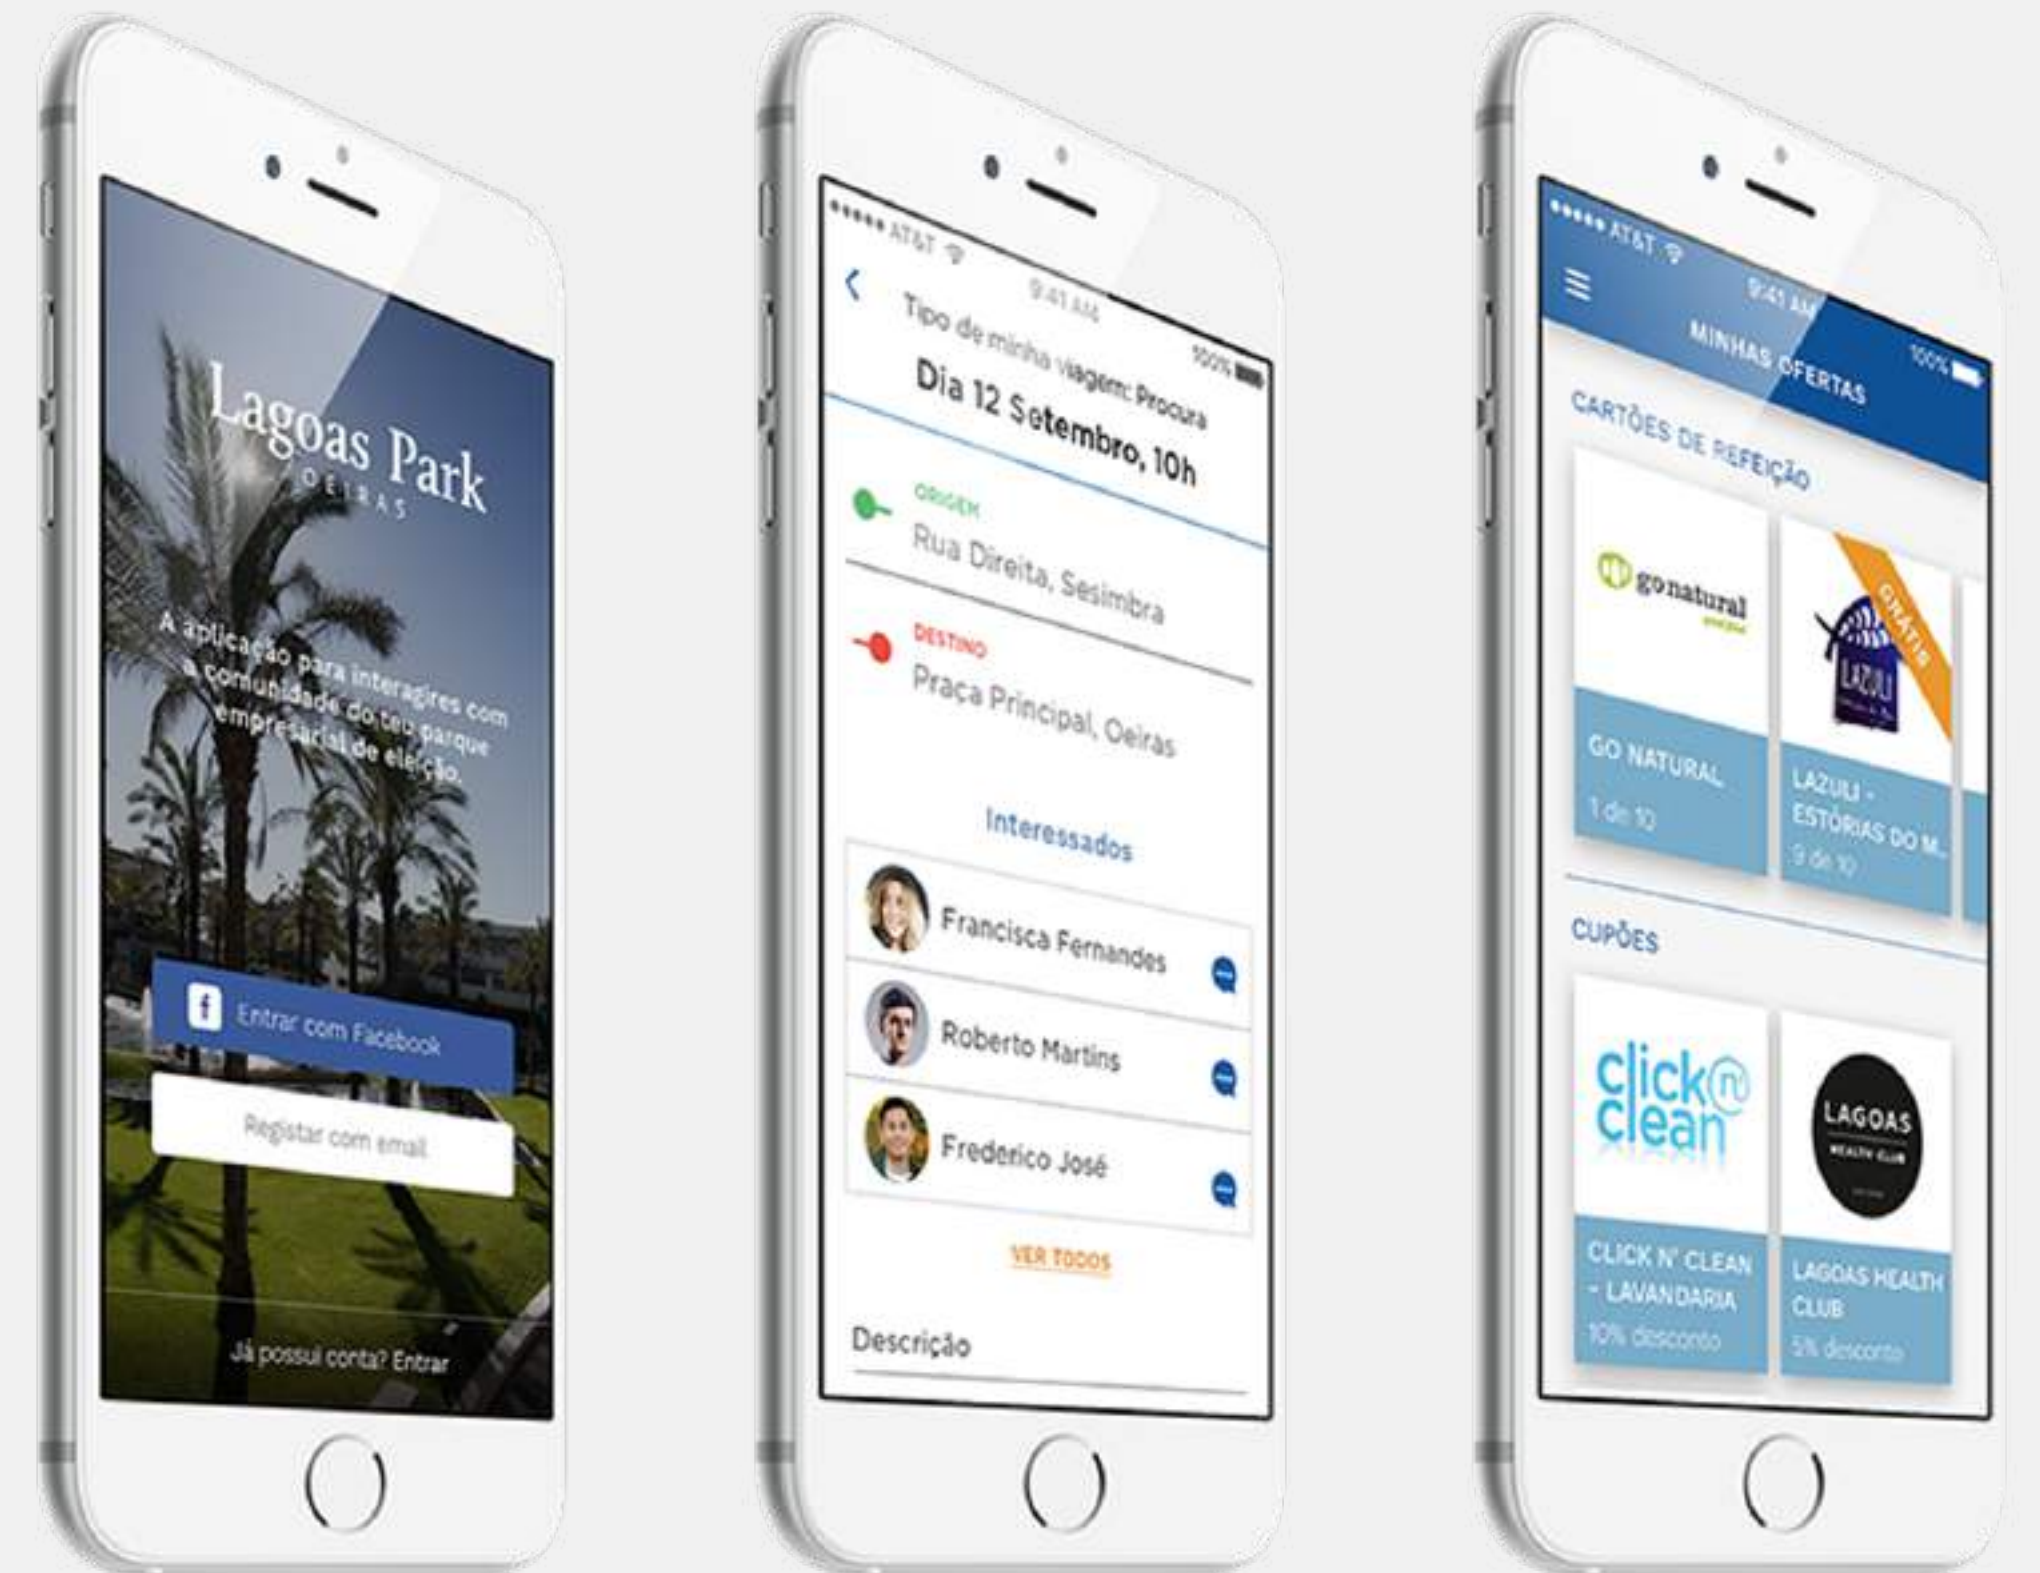 Lagoas Park
OEIRAS
A aplicação para interagires com
a comunidade do teu parque
empresarial de eleição.
f Entrar com Facebook
Registar com email
Já possui conta? Entrar
AT&T
9:41 AM
100%
Tipo de minha viagem: Procura
Dia 12 Setembro, 10h
ORIGEM
Rua Direita, Sesimbra
DESTINO
Praça Principal, Oeiras
Interessados
Francisca Fernandes
Roberto Martins
Frederico José
VER TODOS
Descrição
AT&T
9:41 AM
100%
MINHAS OFERTAS
CARTÕES DE REFEIÇÃO
gonatural
GO NATURAL
1 de 10
GRÁTIS
LAZULI
LAZULI -
ESTÓRIAS DO M...
9 de 10
CUPÕES
click n'
clean
CLICK N' CLEAN
- LAVANDARIA
10% desconto
LAGOAS
HEALTH CLUB
LAGOAS HEALTH
CLUB
5% desconto